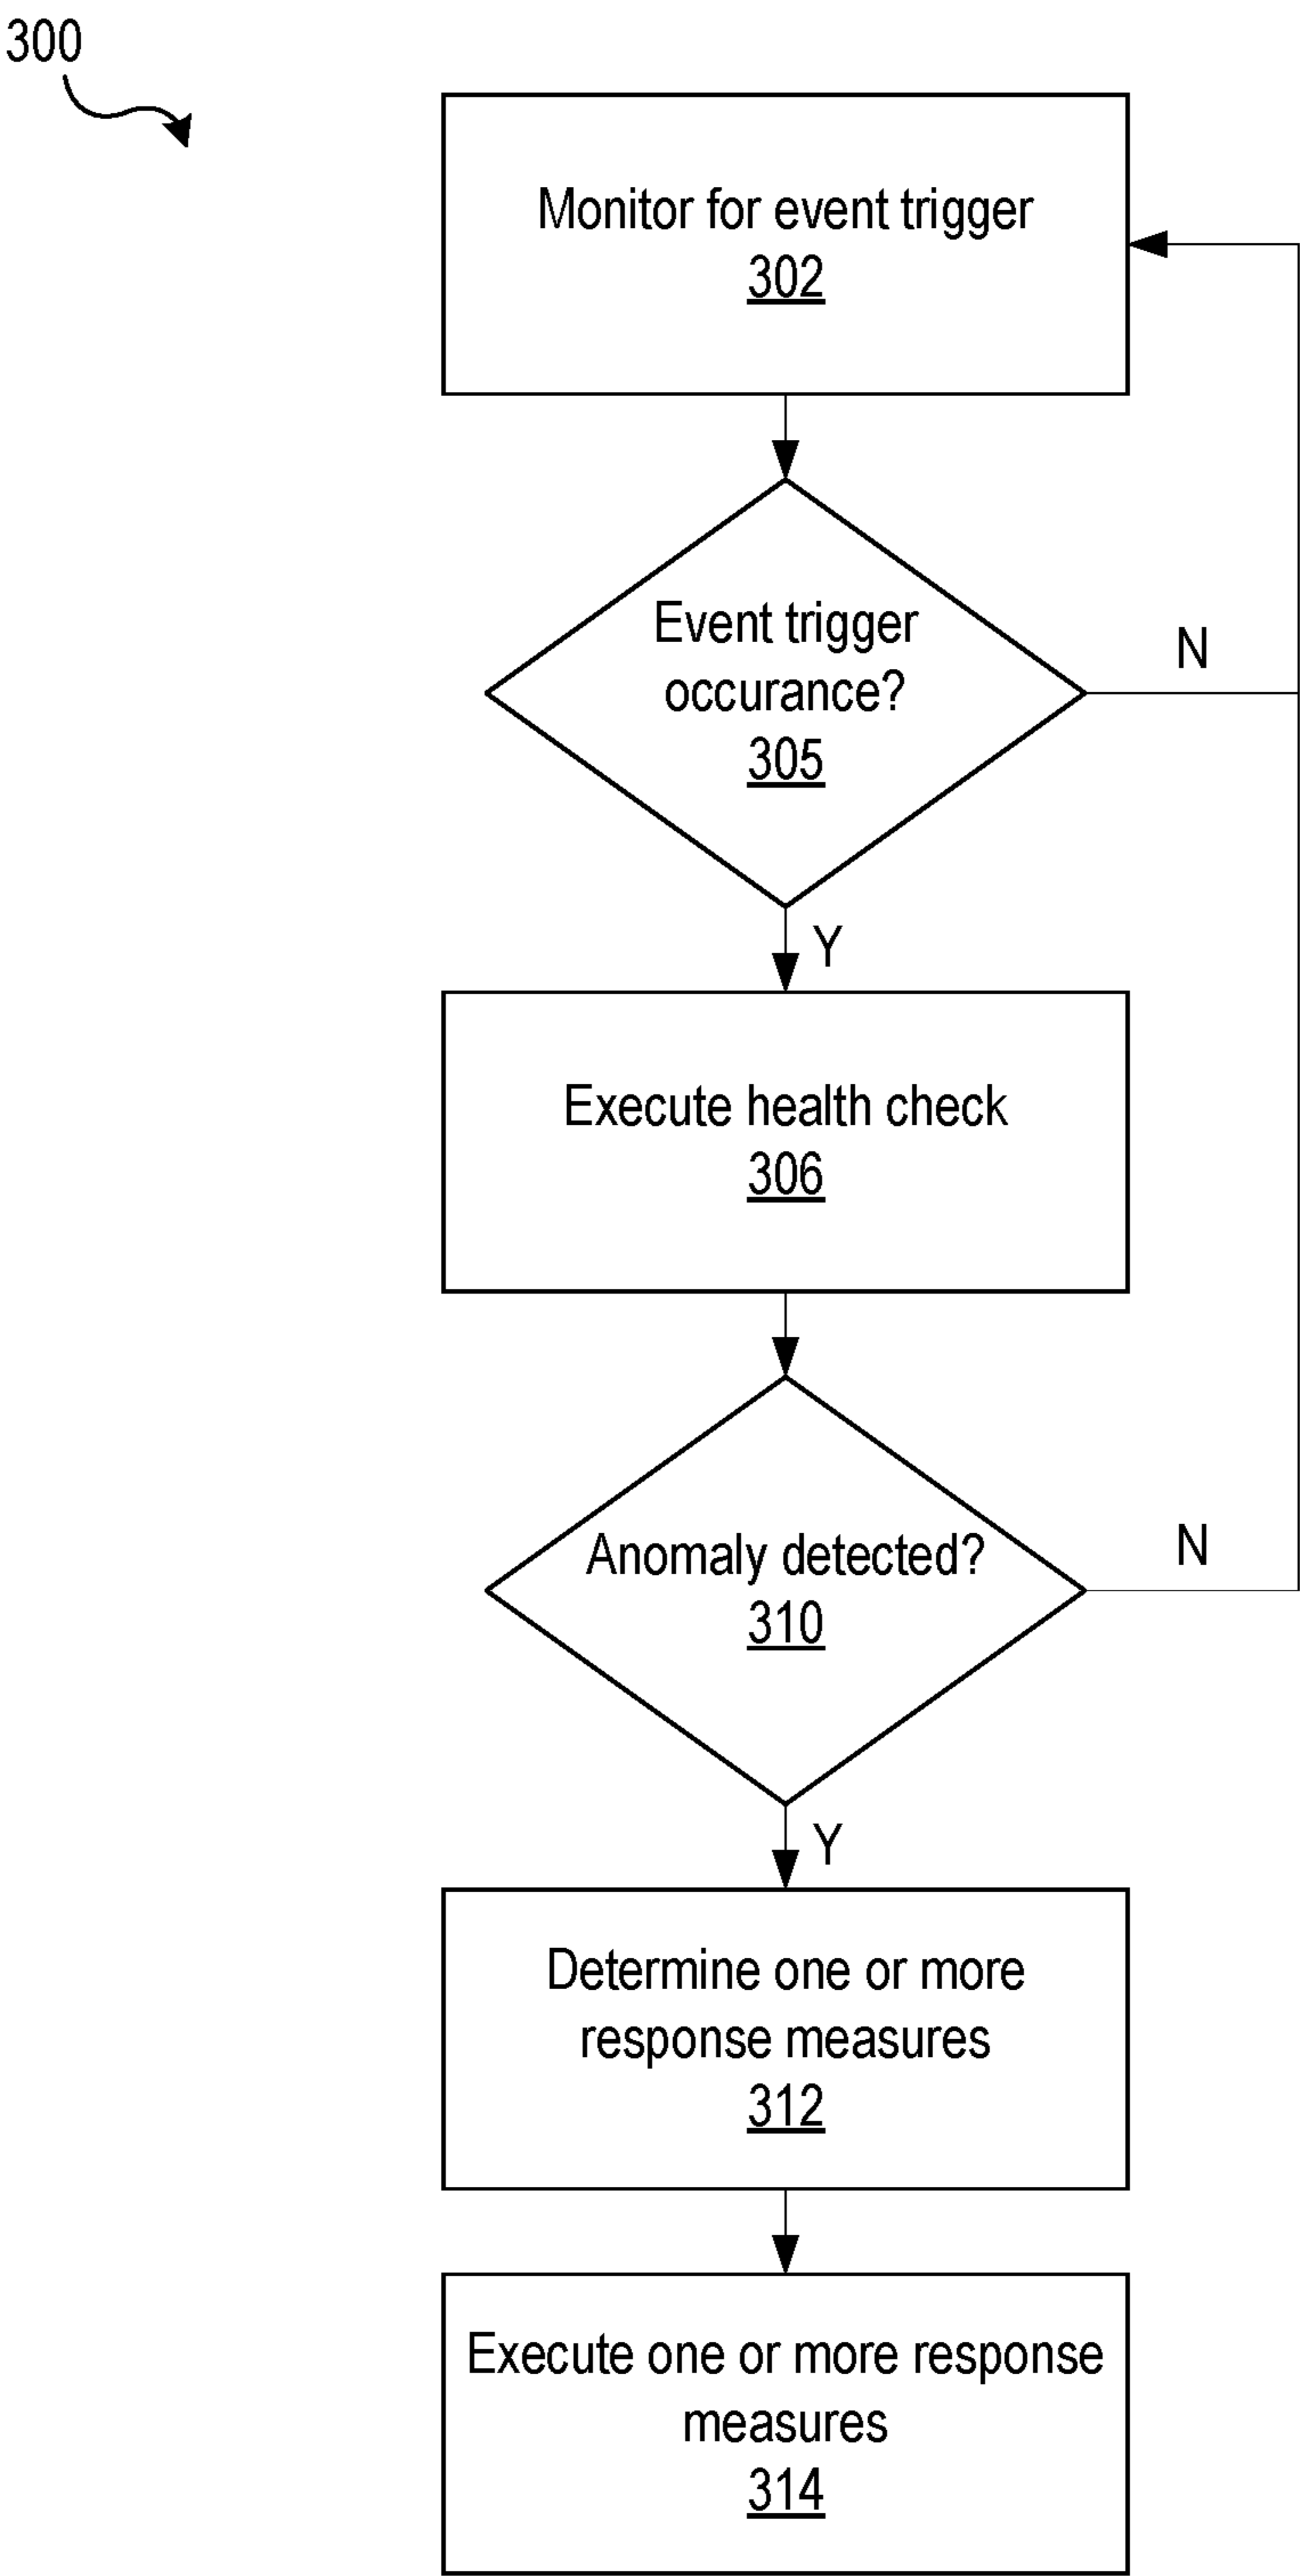 300
Monitor for event trigger
302
Event trigger
occurance?
305
N
Y
Execute health check
306
Anomaly detected?
310
N
Y
Determine one or more
response measures
312
Execute one or more response
measures
314